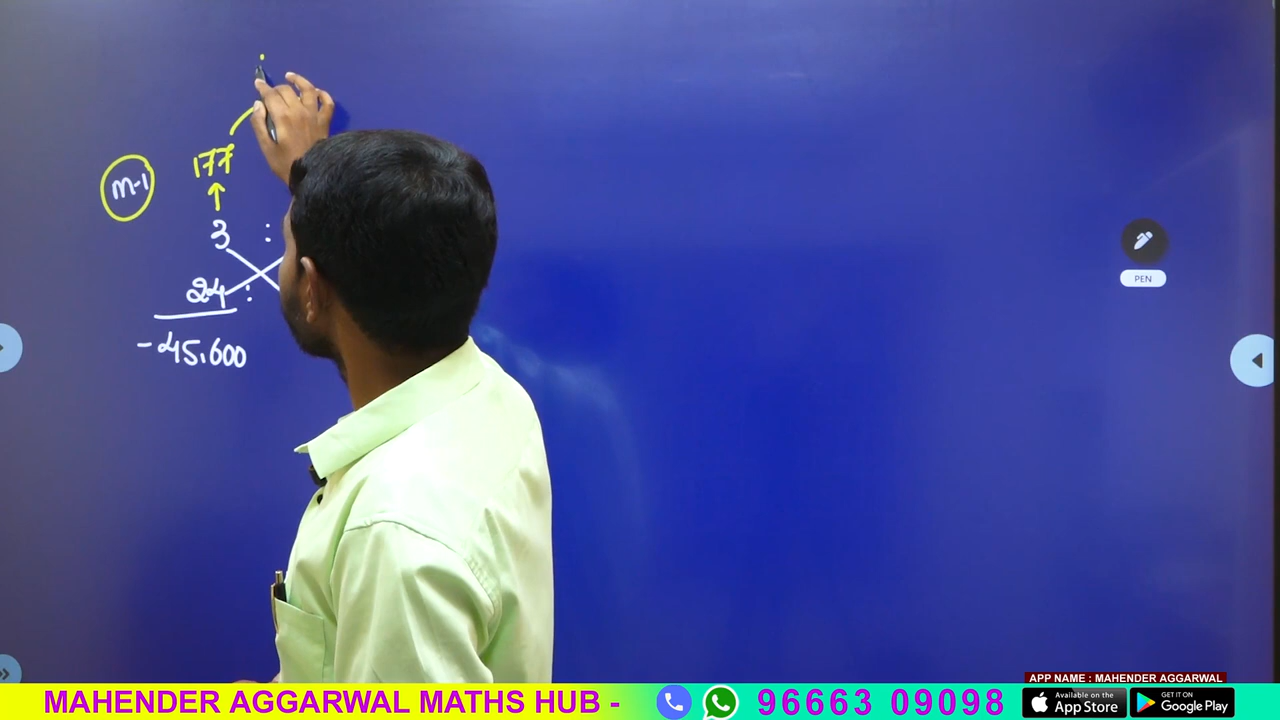 177
M-1
3 :
24 :
-45,600
PEN
APP NAME : MAHENDER AGGARWAL
MAHENDER AGGARWAL MATHS HUB - 96663 09098
Available on the App Store
GET IT ON Google Play